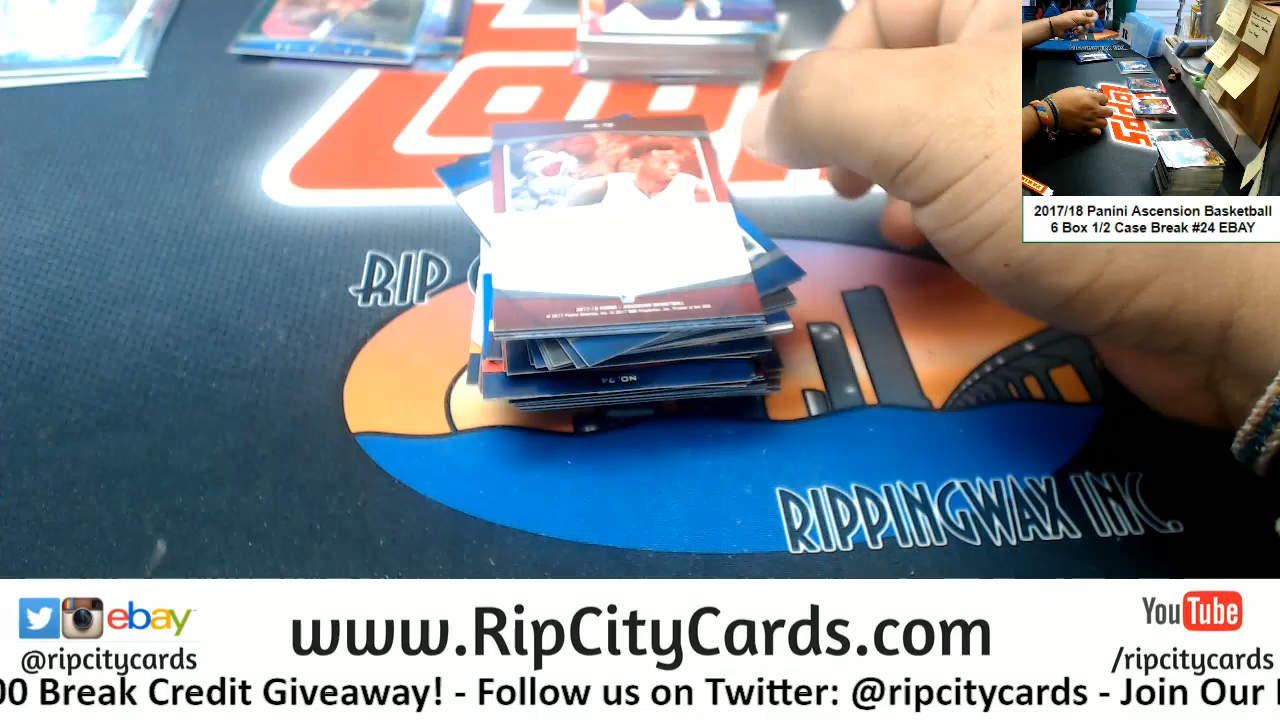 2017/18 Panini Ascension Basketball
6 Box 1/2 Case Break #24 EBAY
RIP
NO. 74
RIPPINGWAX INC.
ebay
@ripcitycards
www.RipCityCards.com
YouTube
/ripcitycards
00 Break Credit Giveaway! - Follow us on Twitter: @ripcitycards - Join Our